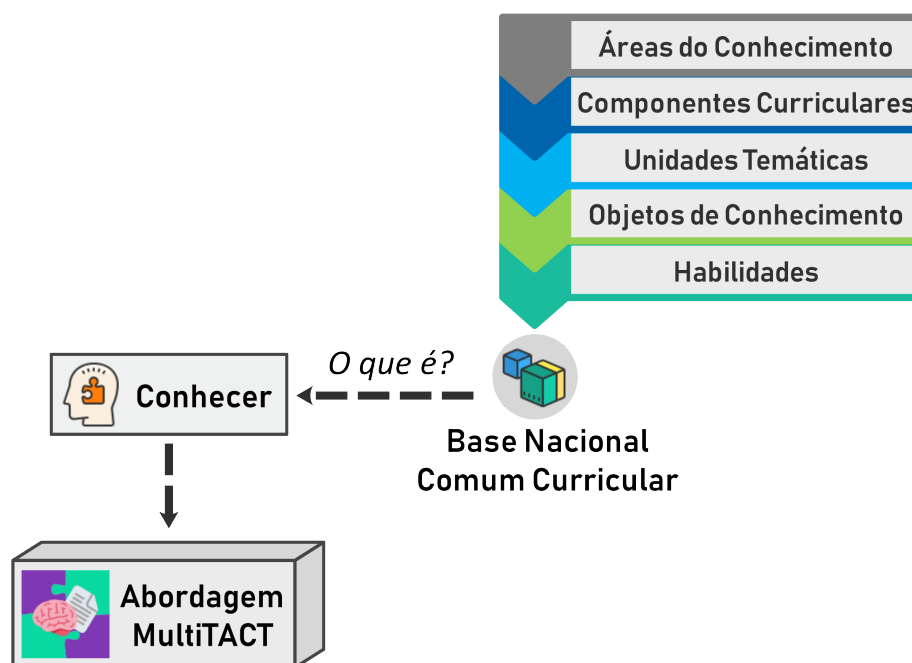 Áreas do Conhecimento
Componentes Curriculares
Unidades Temáticas
Objetos de Conhecimento
Habilidades
O que é?
Conhecer
Base Nacional
Comum Curricular
Abordagem
MultiTACT